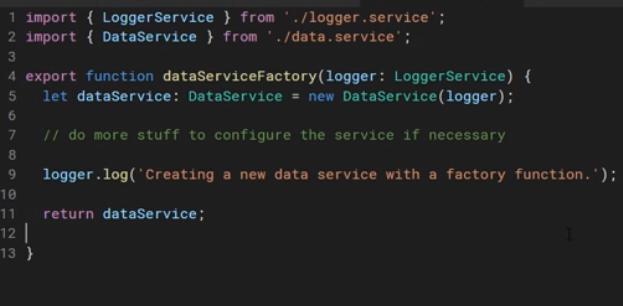 1 import { LoggerService } from './logger.service';
2 import { DataService } from './data.service';
3
4 export function dataServiceFactory(logger: LoggerService) {
5   let dataService: DataService = new DataService(logger);
6
7   // do more stuff to configure the service if necessary
8
9   logger.log('Creating a new data service with a factory function.');
10
11   return dataService;
12
13 }